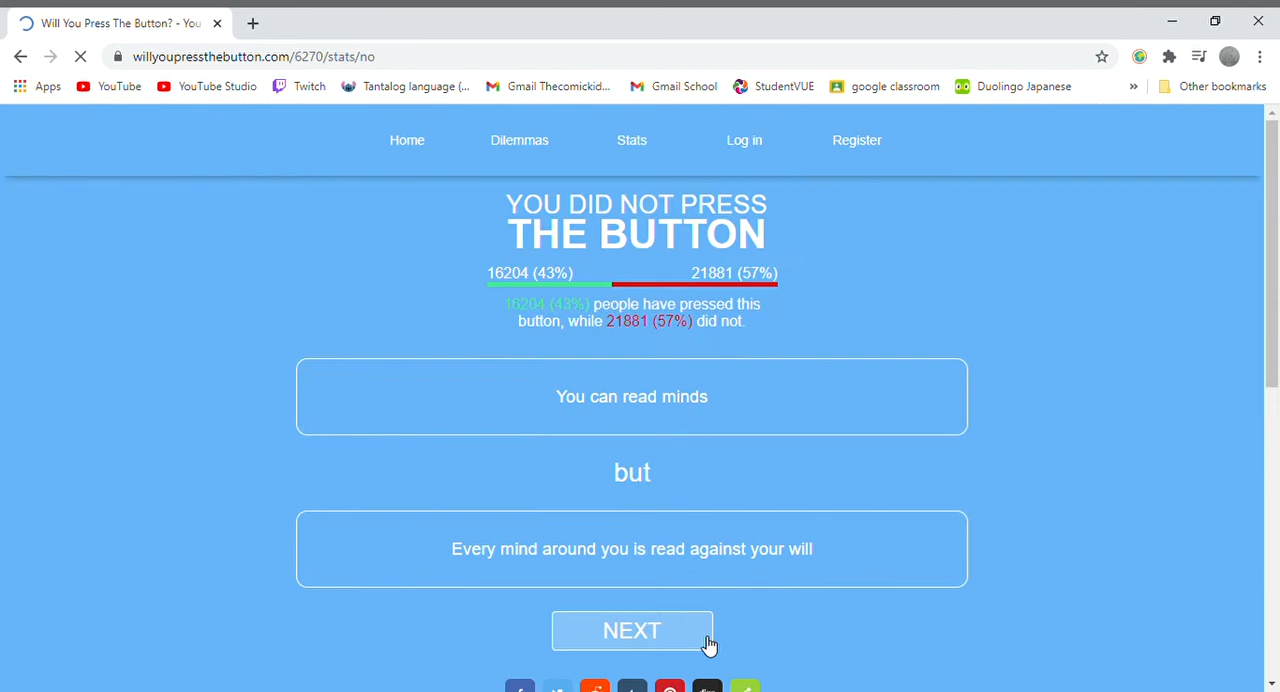 Will You Press The Button? - You
willyoupressthebutton.com/6270/stats/no
Apps YouTube YouTube Studio Twitch Tantalog language (... Gmail Thecomickid... Gmail School StudentVUE google classroom Duolingo Japanese » Other bookmarks
Home Dilemmas Stats Log in Register
YOU DID NOT PRESS
THE BUTTON
16204 (43%) 21881 (57%)
16204 (43%) people have pressed this
button, while 21881 (57%) did not.
You can read minds
but
Every mind around you is read against your will
NEXT